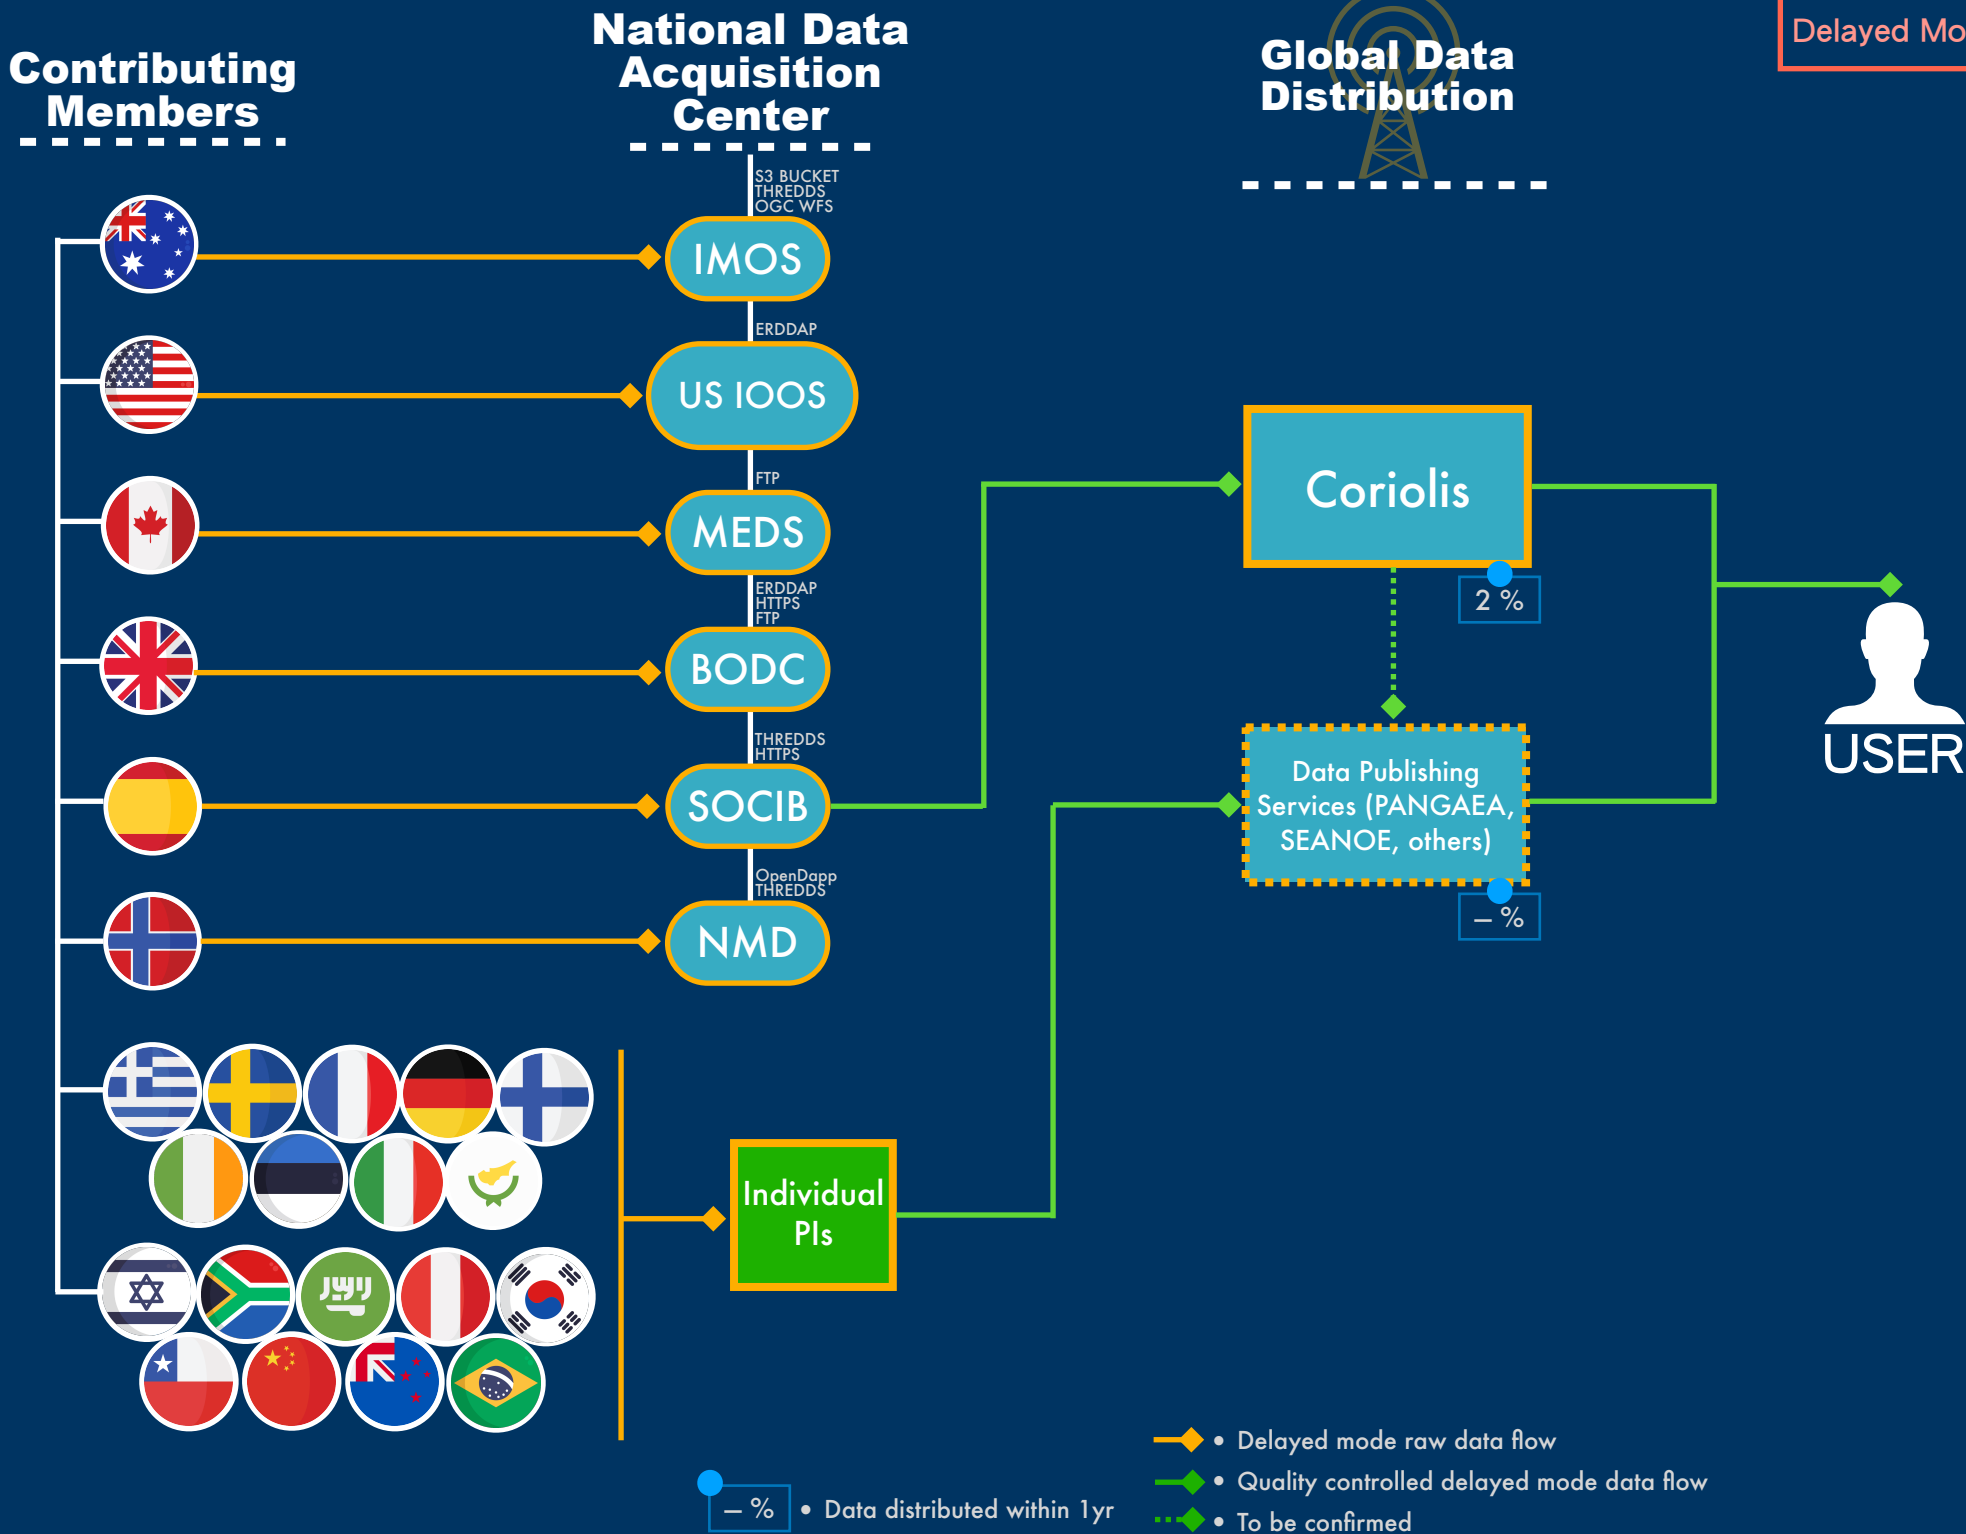 Contributing
Members
National Data
Acquisition
Center
Global Data
Distribution
Delayed Mo
S3 BUCKET
THREDDS
OGC WFS
IMOS
ERDDAP
US IOOS
FTP
MEDS
ERDDAP
HTTPS
FTP
BODC
THREDDS
HTTPS
SOCIB
OpenDapp
THREDDS
NMD
Individual
PIs
Coriolis
2 %
Data Publishing
Services (PANGAEA,
SEANOE, others)
– %
USER
– % • Data distributed within 1yr
• Delayed mode raw data flow
• Quality controlled delayed mode data flow
• To be confirmed